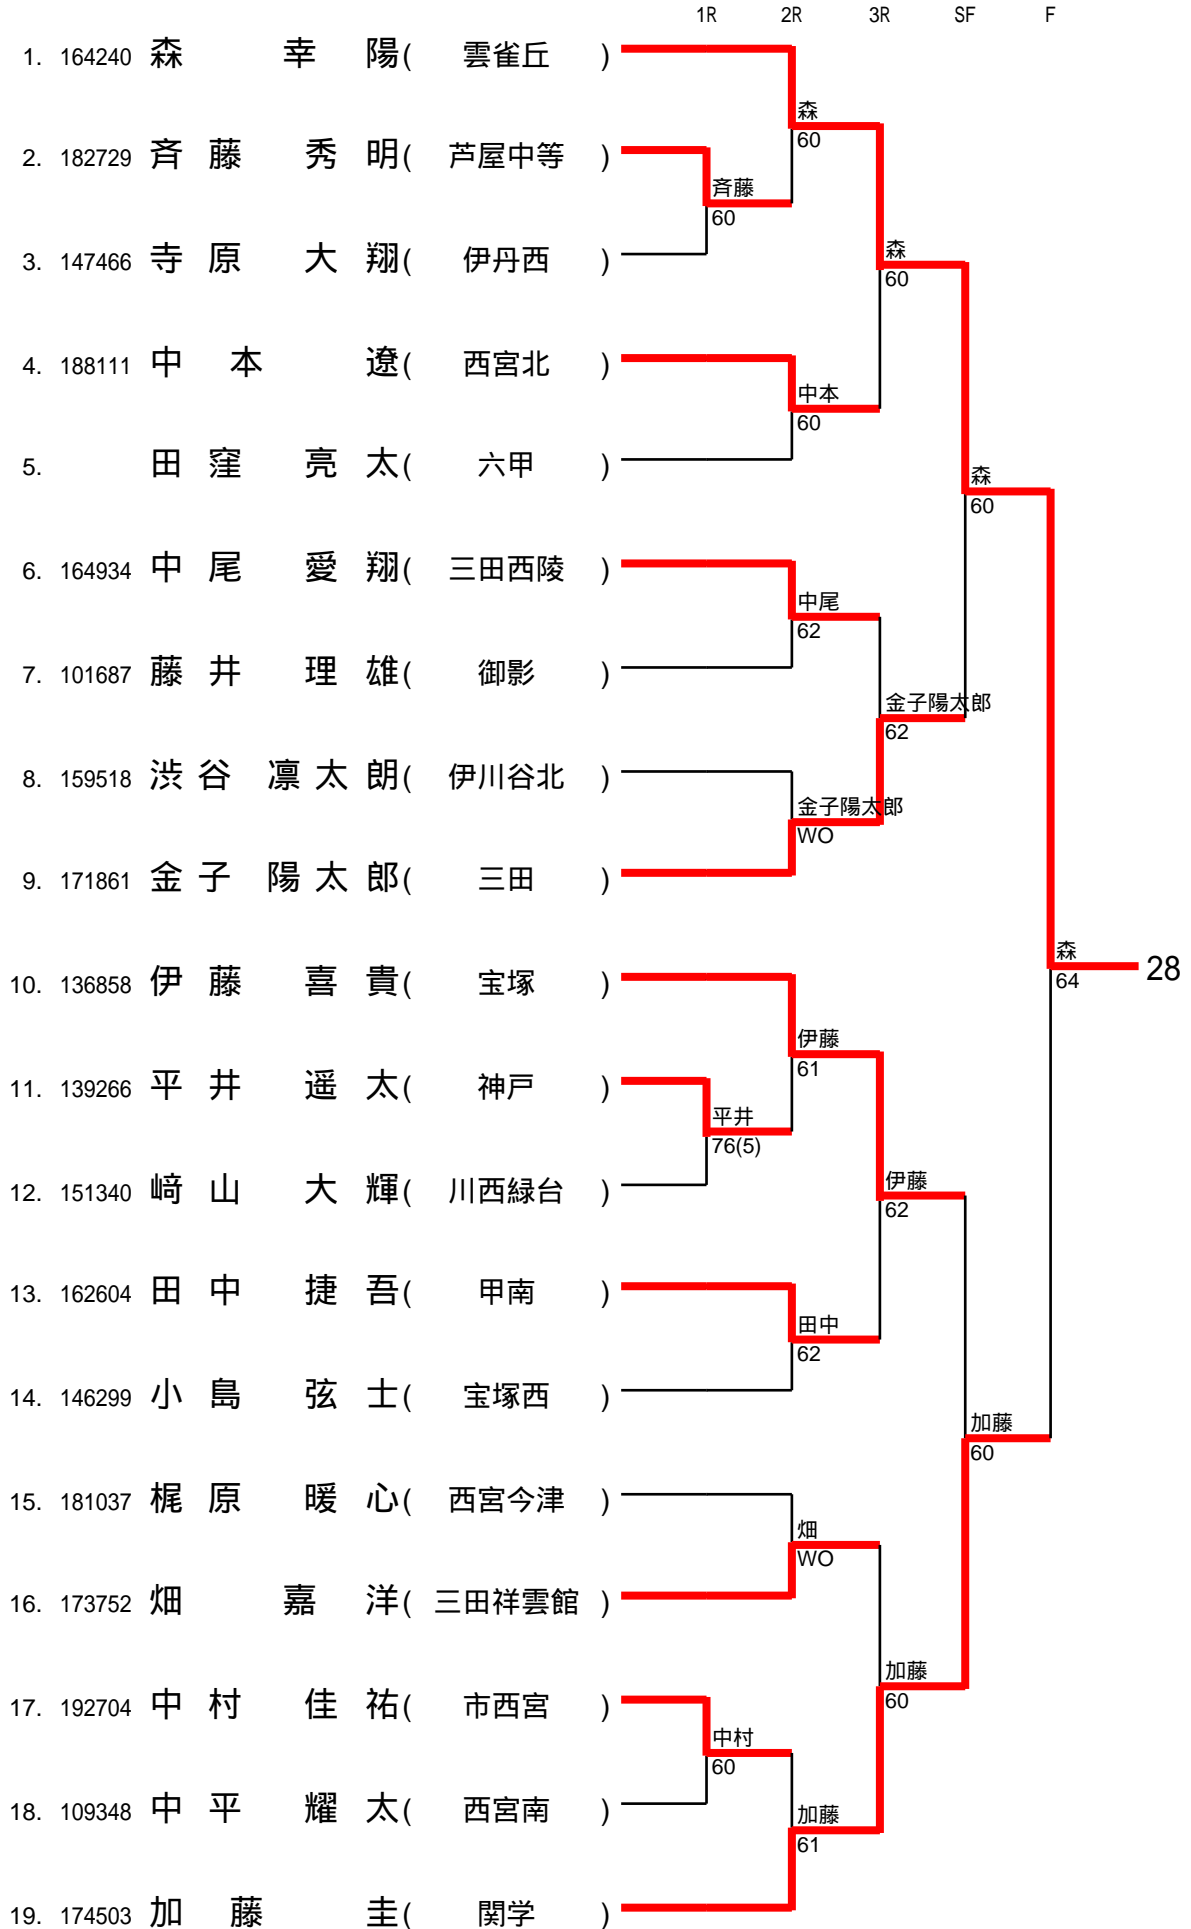 1R 2R 3R SF F
1. 164240 森 幸 陽( 雲雀丘 )
森
60
2. 182729 斉 藤 秀 明( 芦屋中等 )
斉藤
60
3. 147466 寺 原 大 翔( 伊丹西 )
森
60
4. 188111 中 本 遼( 西宮北 )
中本
60
5. 田 窪 亮 太( 六甲 )
森
60
6. 164934 中 尾 愛 翔( 三田西陵 )
中尾
62
7. 101687 藤 井 理 雄( 御影 )
金子陽太郎
62
8. 159518 渋 谷 凛 太 朗( 伊川谷北 )
金子陽太郎
WO
9. 171861 金 子 陽 太 郎( 三田 )
森
64
28
10. 136858 伊 藤 喜 貴( 宝塚 )
伊藤
61
11. 139266 平 井 遥 太( 神戸 )
平井
76(5)
12. 151340 﨑 山 大 輝( 川西緑台 )
伊藤
62
13. 162604 田 中 捷 吾( 甲南 )
田中
62
14. 146299 小 島 弦 士( 宝塚西 )
加藤
60
15. 181037 梶 原 暖 心( 西宮今津 )
畑
WO
16. 173752 畑 嘉 洋( 三田祥雲館 )
加藤
60
17. 192704 中 村 佳 祐( 市西宮 )
中村
60
18. 109348 中 平 耀 太( 西宮南 )
加藤
61
19. 174503 加 藤 圭( 関学 )